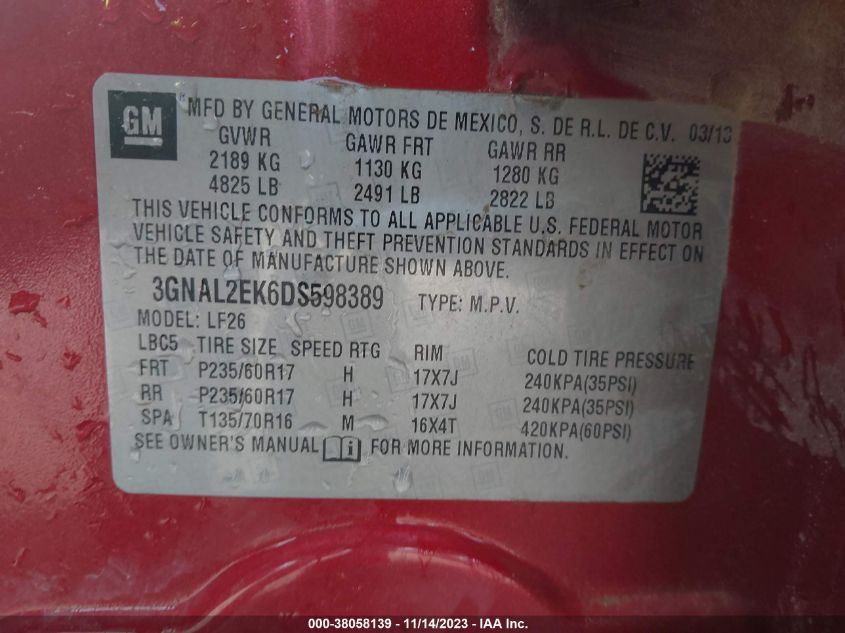 GM
MFD BY GENERAL MOTORS DE MEXICO, S. DE R.L. DE C.V. 03/13
GVWR GAWR FRT GAWR RR
2189 KG 1130 KG 1280 KG
4825 LB 2491 LB 2822 LB
THIS VEHICLE CONFORMS TO ALL APPLICABLE U.S. FEDERAL MOTOR
VEHICLE SAFETY AND THEFT PREVENTION STANDARDS IN EFFECT ON
THE DATE OF MANUFACTURE SHOWN ABOVE.
3GNAL2EK6DS598389 TYPE: M.P.V.
MODEL: LF26
LBC5 TIRE SIZE SPEED RTG RIM COLD TIRE PRESSURE
FRT P235/60R17 H 17X7J 240KPA(35PSI)
RR P235/60R17 H 17X7J 240KPA(35PSI)
SPA T135/70R16 M 16X4T 420KPA(60PSI)
SEE OWNER'S MANUAL i FOR MORE INFORMATION.
000-38058139 - 11/14/2023 - IAA Inc.